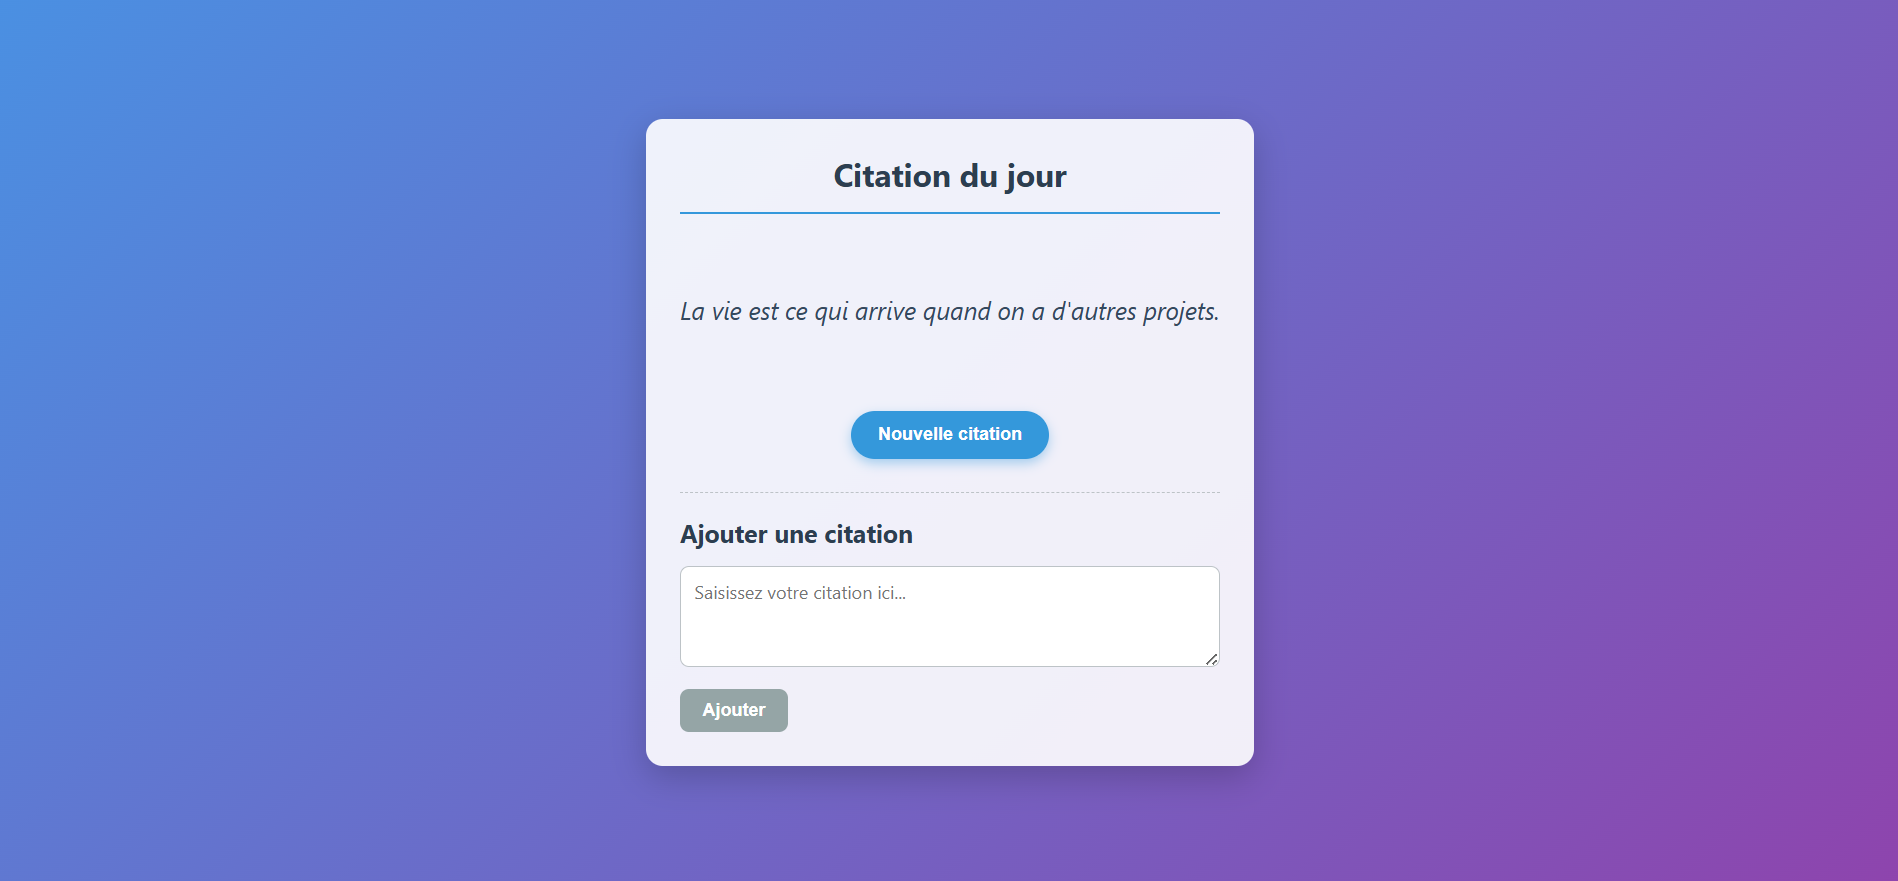 Citation du jour
La vie est ce qui arrive quand on a d'autres projets.
Nouvelle citation
Ajouter une citation
Saisissez votre citation ici...
Ajouter